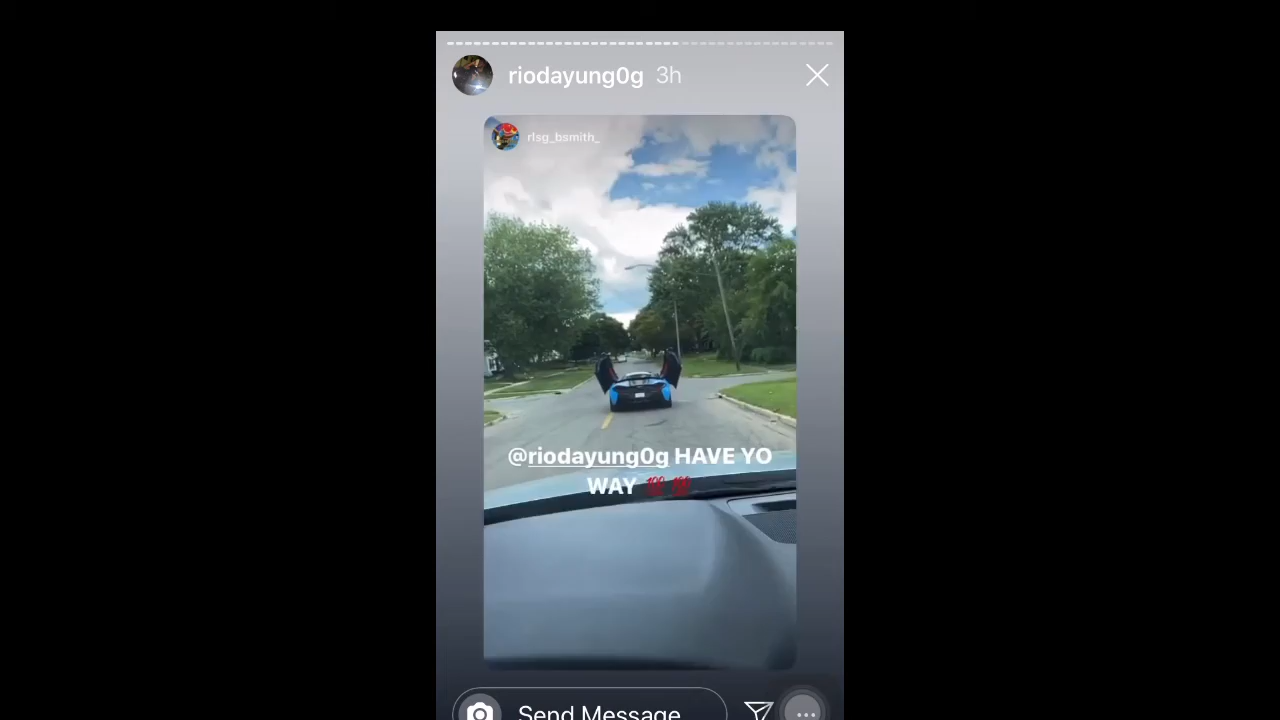 riodayung0g 3h
rlsg_bsmith_
@riodayung0g HAVE YO
WAY 💯 💯
Send Message